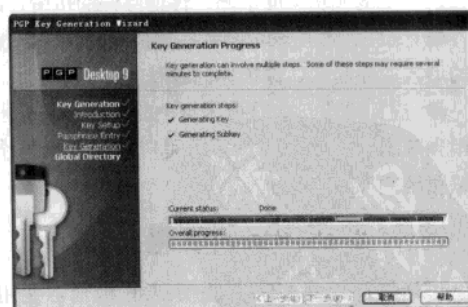 PGP Key Generation Wizard
PGP Desktop 9
Key Generation
Introduction
Key Setup
Passphrase Entry
Key Generation
Global Directory
Key Generation Progress
Key generation can involve multiple steps. Some of these steps may require several
minutes to complete.
Key generation steps:
Generating Key
Generating Subkey
Current status: Done
Overall progress:
取消 帮助